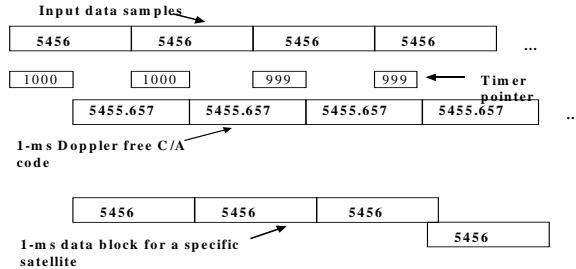 Input data samples
5456 5456 5456 5456 ...
1000 1000 999 999 Timer pointer
5455.657 5455.657 5455.657 5455.657 ..
1-ms Doppler free C/A
code
5456 5456 5456
5456
1-ms data block for a specific
satellite